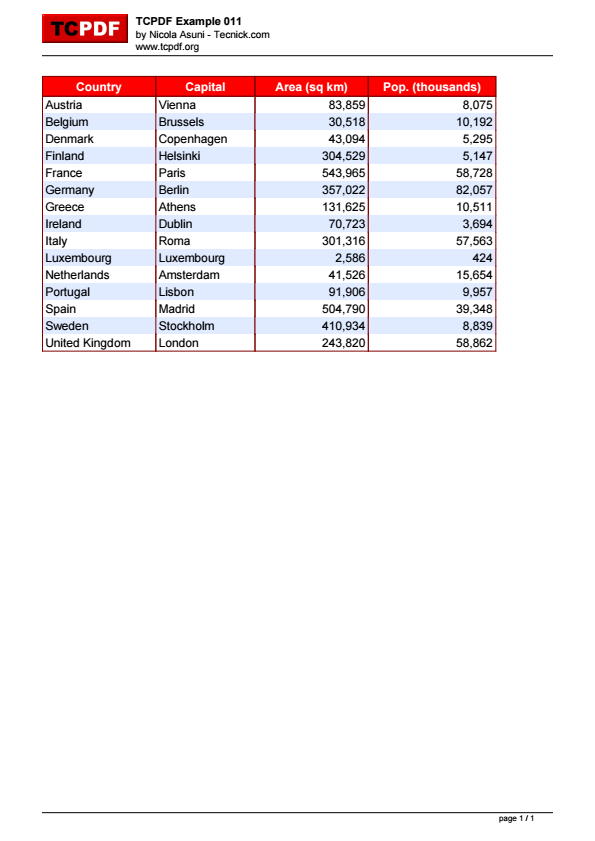 TCPDF
TCPDF Example 011
by Nicola Asuni - Tecnick.com
www.tcpdf.org
Country Capital Area (sq km) Pop. (thousands)
Austria Vienna 83,859 8,075
Belgium Brussels 30,518 10,192
Denmark Copenhagen 43,094 5,295
Finland Helsinki 304,529 5,147
France Paris 543,965 58,728
Germany Berlin 357,022 82,057
Greece Athens 131,625 10,511
Ireland Dublin 70,723 3,694
Italy Roma 301,316 57,563
Luxembourg Luxembourg 2,586 424
Netherlands Amsterdam 41,526 15,654
Portugal Lisbon 91,906 9,957
Spain Madrid 504,790 39,348
Sweden Stockholm 410,934 8,839
United Kingdom London 243,820 58,862
page 1 / 1